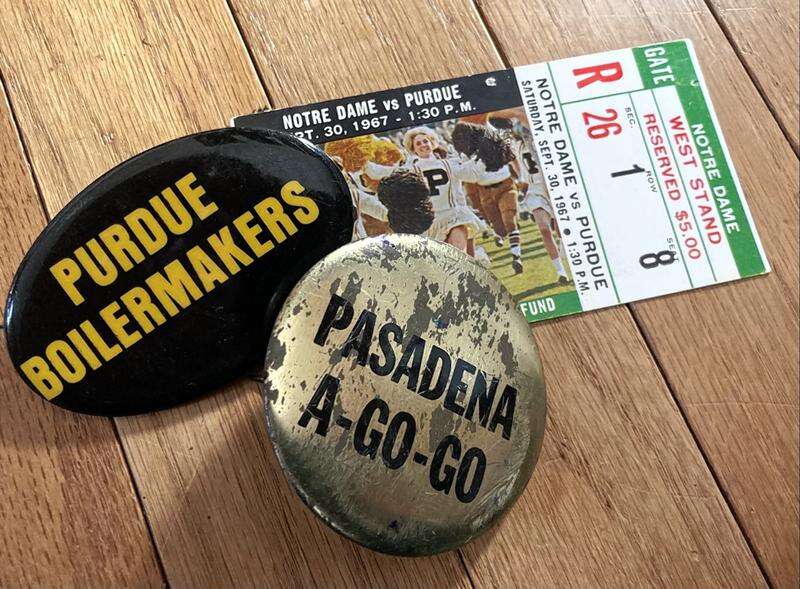 PURDUE
BOILERMAKERS
PASADENA
A-GO-GO
NOTRE DAME vs PURDUE
PT. 30, 1967 - 1:30 P.M.
P
FUND
NOTRE DAME VS PURDUE
SATURDAY, SEPT. 30, 1967 • 1:30 P.M.
GATE
R
SEC.
26
ROW
1
SEAT
8
RESERVED $5.00
WEST STAND
NOTRE DAME